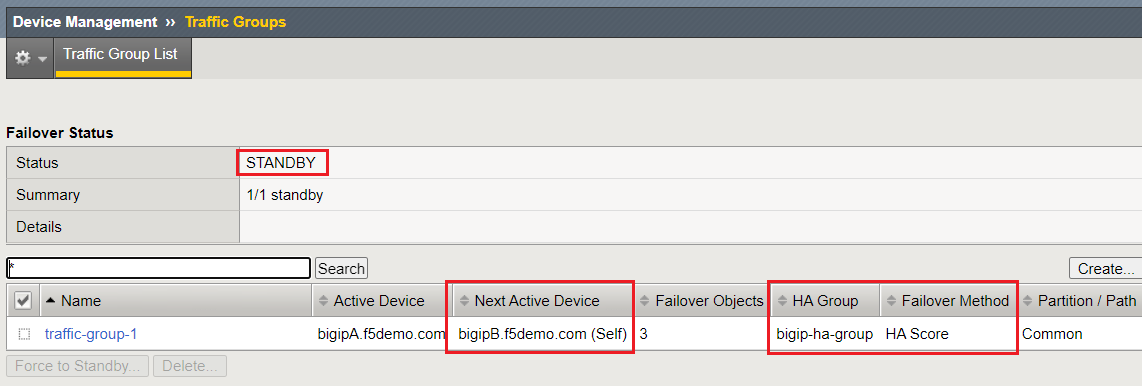 Device Management ›› Traffic Groups
Traffic Group List
Failover Status
Status STANDBY
Summary 1/1 standby
Details
* Search Create...
Name Active Device Next Active Device Failover Objects HA Group Failover Method Partition / Path
traffic-group-1 bigipA.f5demo.com bigipB.f5demo.com (Self) 3 bigip-ha-group HA Score Common
Force to Standby... Delete...